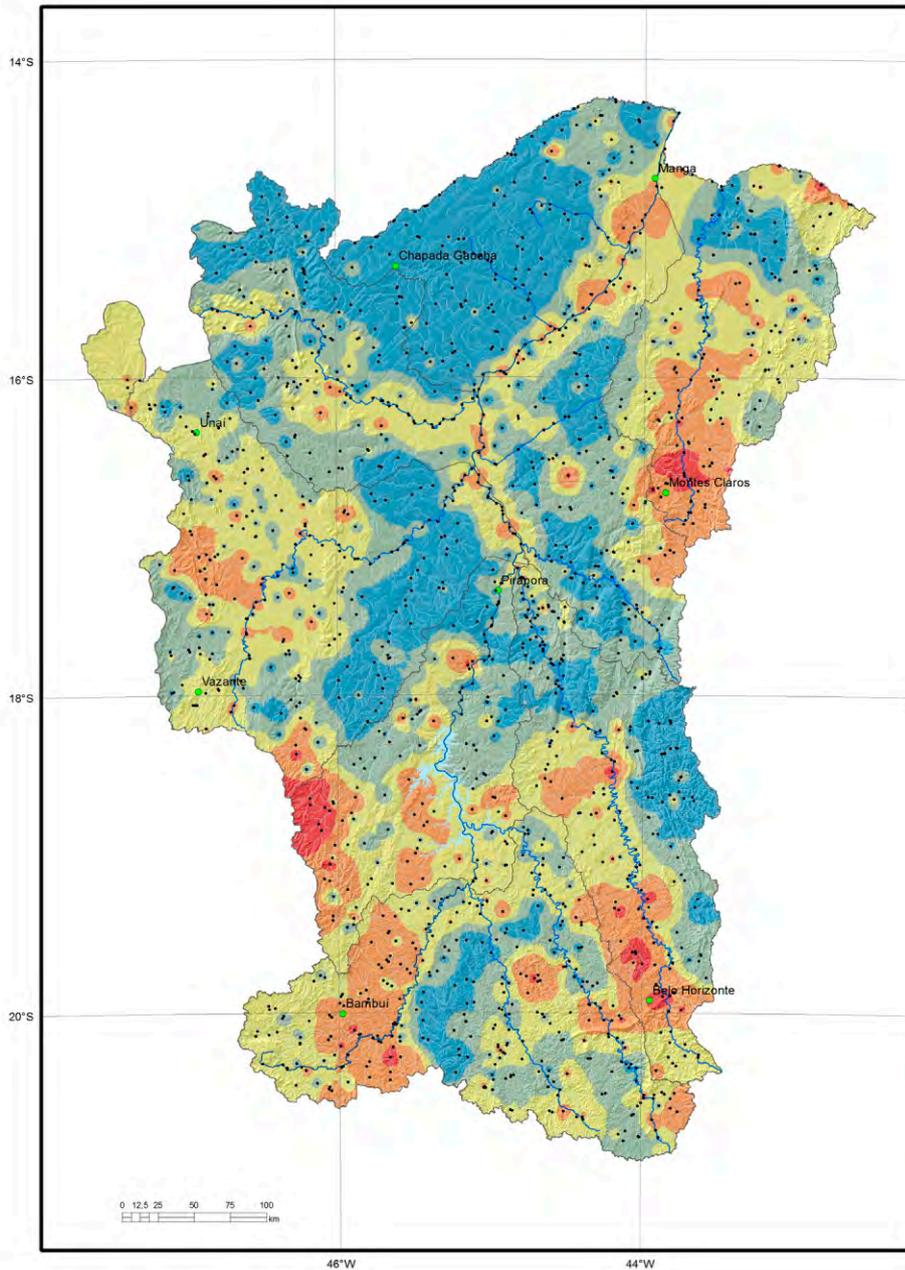 14°S
Manga
Chapada Gaúcha
16°S
Unaí
Montes Claros
Pirapora
18°S
Vazante
Belo Horizonte
20°S
Bambuí
0 12,5 25 50 75 100
km
46°W 44°W